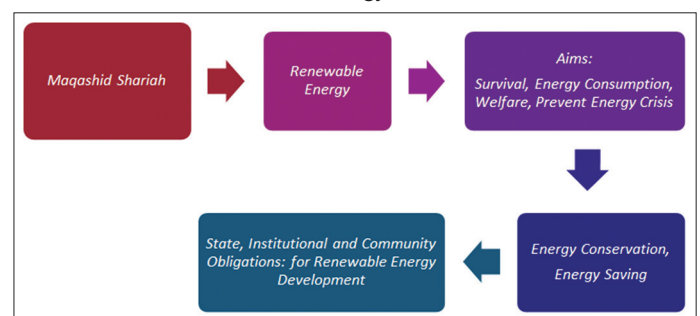 Maqashid Shariah
Renewable
Energy
Aims:
Survival, Energy Consumption,
Welfare, Prevent Energy Crisis
Energy Conservation,
Energy Saving
State, Institutional and Community
Obligations: for Renewable Energy
Development